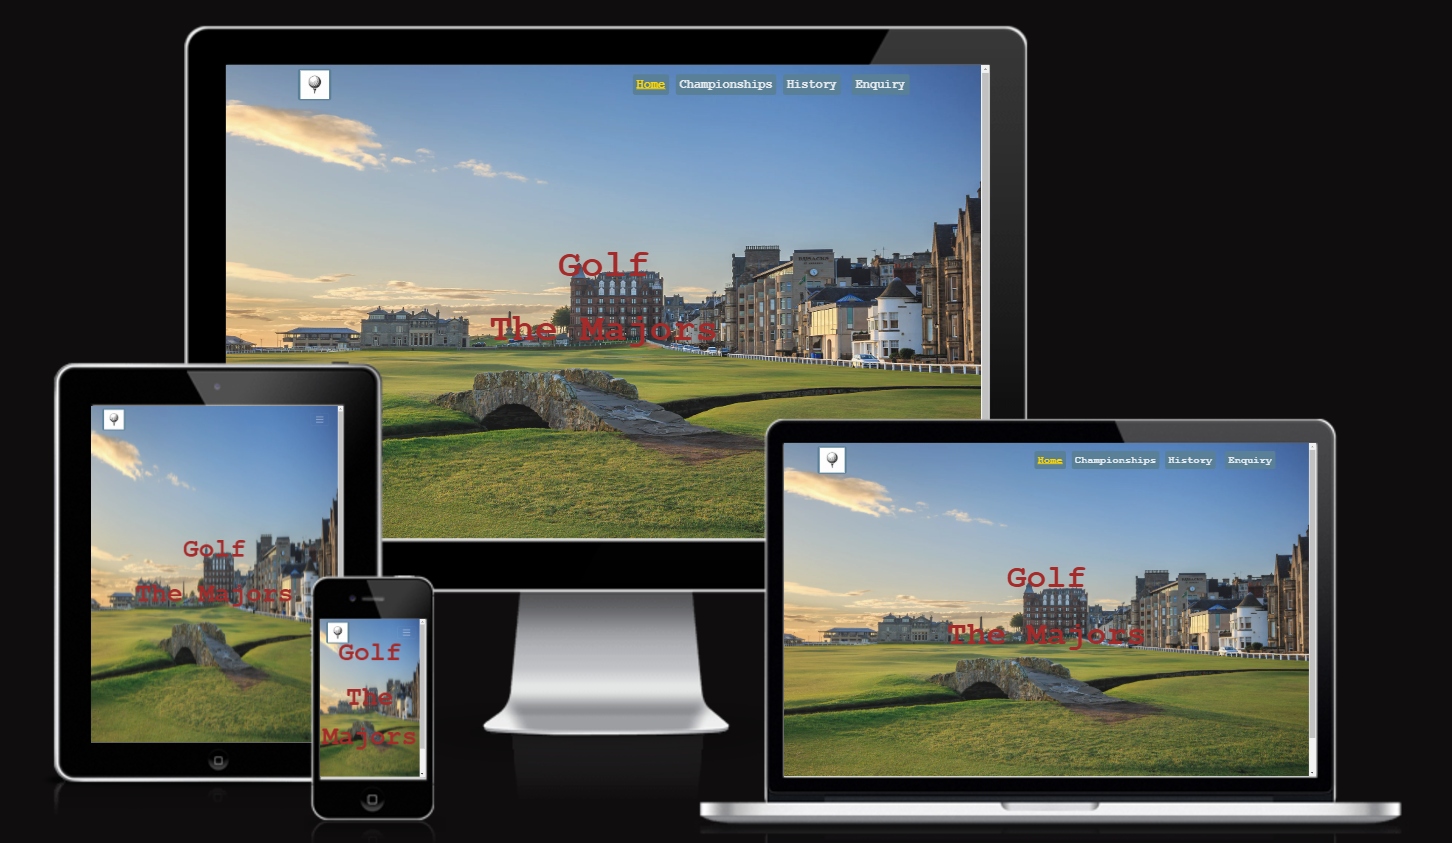 Home Championships History Enquiry
Golf
The Majors
Golf
The Majors
Golf
The
Majors
Home Championships History Enquiry
Golf
The Majors